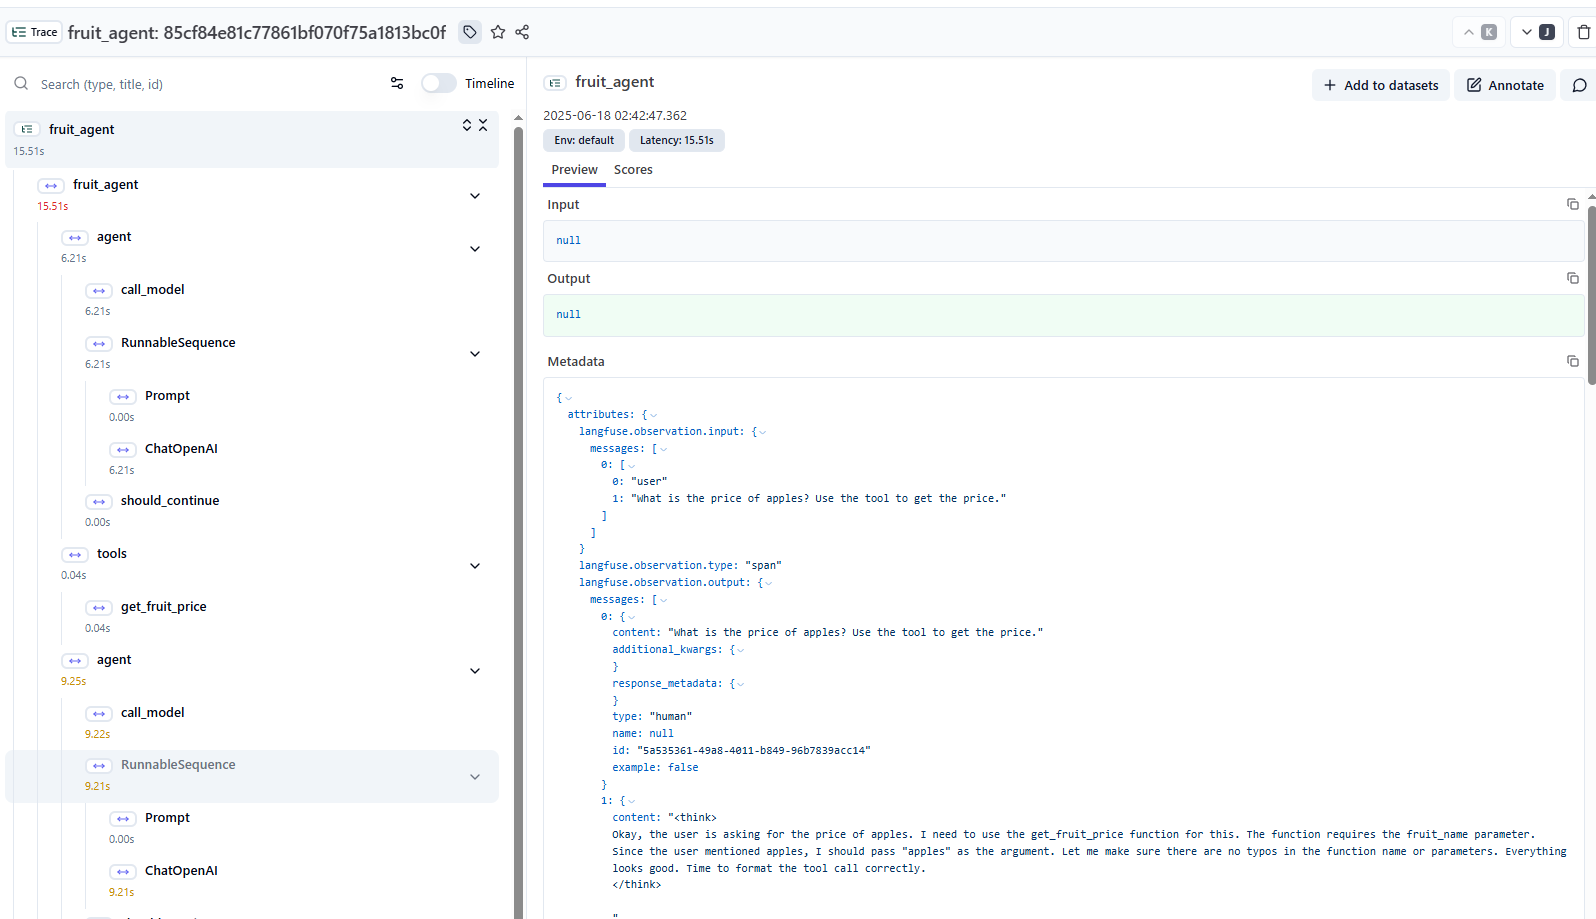 Trace fruit_agent: 85cf84e81c77861bf070f75a1813bc0f K J
Search (type, title, id) Timeline
fruit_agent
15.51s
fruit_agent
15.51s
agent
6.21s
call_model
6.21s
RunnableSequence
6.21s
Prompt
0.00s
ChatOpenAI
6.21s
should_continue
0.00s
tools
0.04s
get_fruit_price
0.04s
agent
9.25s
call_model
9.22s
RunnableSequence
9.21s
Prompt
0.00s
ChatOpenAI
9.21s
fruit_agent
Add to datasets Annotate
2025-06-18 02:42:47.362
Env: default Latency: 15.51s
Preview Scores
Input
null
Output
null
Metadata
{
attributes: {
langfuse.observation.input: {
messages: [
0: [
0: "user"
1: "What is the price of apples? Use the tool to get the price."
]
]
}
langfuse.observation.type: "span"
langfuse.observation.output: {
messages: [
0: {
content: "What is the price of apples? Use the tool to get the price."
additional_kwargs: {
}
response_metadata: {
}
type: "human"
name: null
id: "5a535361-49a8-4011-b849-96b7839acc14"
example: false
}
1: {
content: "<think>
Okay, the user is asking for the price of apples. I need to use the get_fruit_price function for this. The function requires the fruit_name parameter.
Since the user mentioned apples, I should pass "apples" as the argument. Let me make sure there are no typos in the function name or parameters. Everything
looks good. Time to format the tool call correctly.
</think>
"